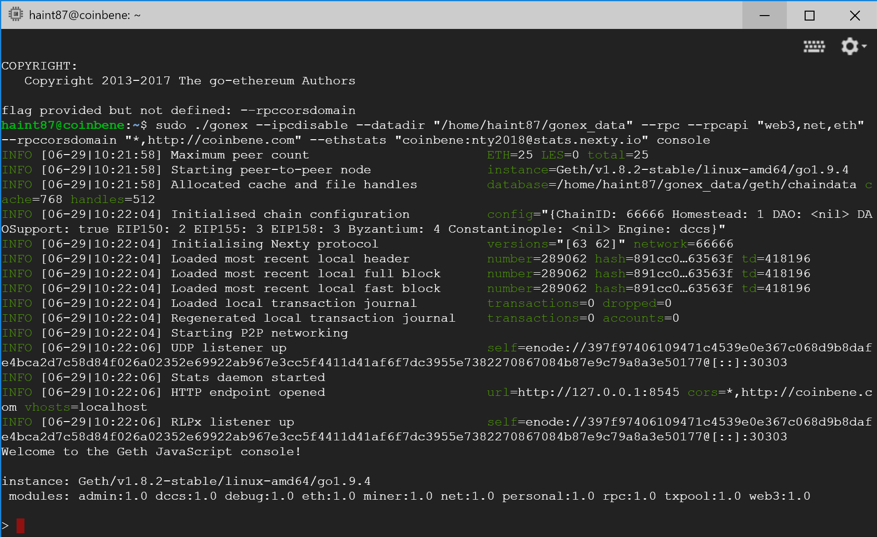 haint87@coinbene: ~
COPYRIGHT:
   Copyright 2013-2017 The go-ethereum Authors
flag provided but not defined: --rpccorsdomain
haint87@coinbene:~$ sudo ./gonex --ipcdisable --datadir "/home/haint87/gonex_data" --rpc --rpcapi "web3,net,eth"
--rpccorsdomain "*,http://coinbene.com" --ethstats "coinbene:nty2018@stats.nexty.io" console
INFO [06-29|10:21:58] Maximum peer count                       ETH=25 LES=0 total=25
INFO [06-29|10:21:58] Starting peer-to-peer node               instance=Geth/v1.8.2-stable/linux-amd64/go1.9.4
INFO [06-29|10:21:58] Allocated cache and file handles         database=/home/haint87/gonex_data/geth/chaindata c
ache=768 handles=512
INFO [06-29|10:22:04] Initialised chain configuration          config="{ChainID: 66666 Homestead: 1 DAO: <nil> DA
OSupport: true EIP150: 2 EIP155: 3 EIP158: 3 Byzantium: 4 Constantinople: <nil> Engine: dccs}"
INFO [06-29|10:22:04] Initialising Nexty protocol              versions="[63 62]" network=66666
INFO [06-29|10:22:04] Loaded most recent local header          number=289062 hash=891cc0…63563f td=418196
INFO [06-29|10:22:04] Loaded most recent local full block      number=289062 hash=891cc0…63563f td=418196
INFO [06-29|10:22:04] Loaded most recent local fast block      number=289062 hash=891cc0…63563f td=418196
INFO [06-29|10:22:04] Loaded local transaction journal         transactions=0 dropped=0
INFO [06-29|10:22:04] Regenerated local transaction journal    transactions=0 accounts=0
INFO [06-29|10:22:04] Starting P2P networking
INFO [06-29|10:22:06] UDP listener up                          self=enode://397f97406109471c4539e0e367c068d9b8daf
e4bca2d7c58d84f026a02352e69922ab967e3cc5f4411d41af6f7dc3955e7382270867084b87e9c79a8a3e50177@[::]:30303
INFO [06-29|10:22:06] Stats daemon started
INFO [06-29|10:22:06] HTTP endpoint opened                     url=http://127.0.0.1:8545 cors=*,http://coinbene.c
om vhosts=localhost
INFO [06-29|10:22:06] RLPx listener up                         self=enode://397f97406109471c4539e0e367c068d9b8daf
e4bca2d7c58d84f026a02352e69922ab967e3cc5f4411d41af6f7dc3955e7382270867084b87e9c79a8a3e50177@[::]:30303
Welcome to the Geth JavaScript console!
instance: Geth/v1.8.2-stable/linux-amd64/go1.9.4
 modules: admin:1.0 dccs:1.0 debug:1.0 eth:1.0 miner:1.0 net:1.0 personal:1.0 rpc:1.0 txpool:1.0 web3:1.0
>